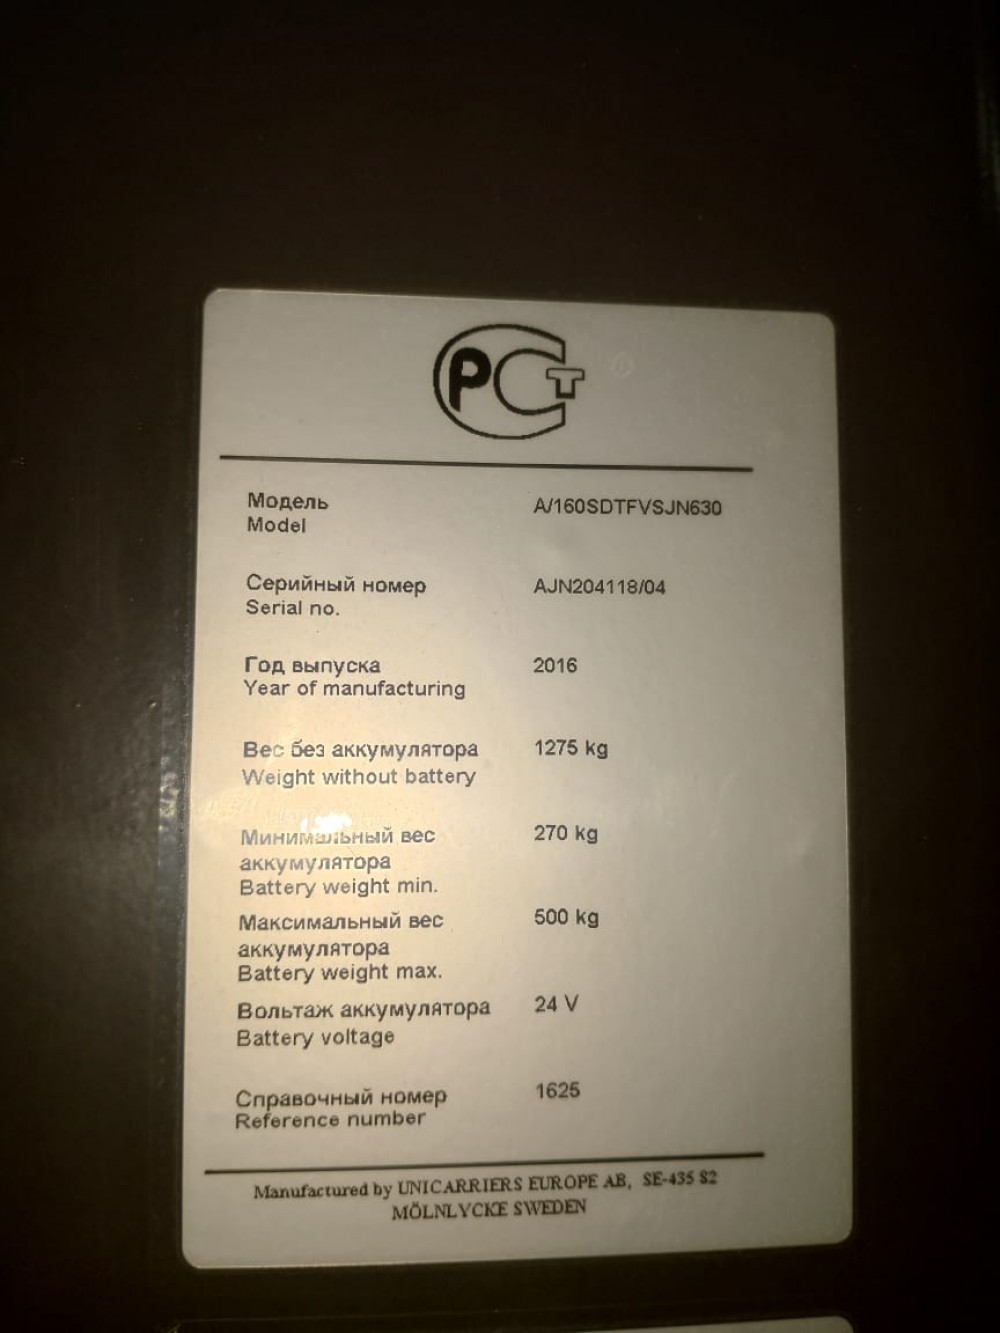 РСТ
Модель A/160SDTFVSJN630
Model
Серийный номер AJN204118/04
Serial no.
Год выпуска 2016
Year of manufacturing
Вес без аккумулятора 1275 kg
Weight without battery
Минимальный вес 270 kg
аккумулятора
Battery weight min.
Максимальный вес 500 kg
аккумулятора
Battery weight max.
Вольтаж аккумулятора 24 V
Battery voltage
Справочный номер 1625
Reference number
Manufactured by UNICARRIERS EUROPE AB, SE-435 82
MÖLNLYCKE SWEDEN